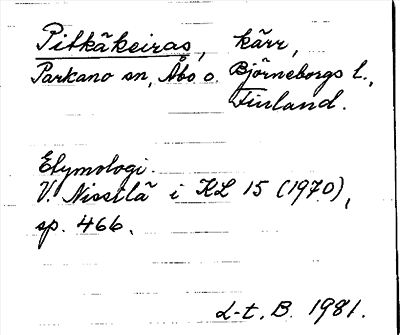 Pitkäkeiras, kärr,
Parkano sn, Åbo o. Björneborgs l.,
Finland.
Etymologi.
V. Nissilä i KL 15 (1970),
sp. 466.
L-t, B. 1981.